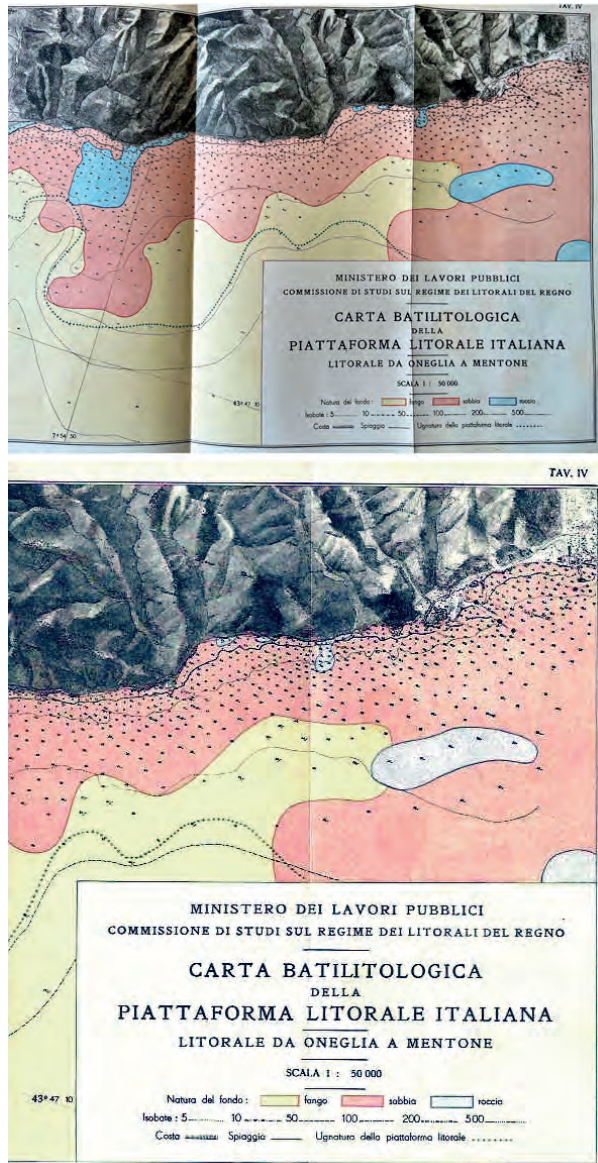 TAV. IV
MINISTERO DEI LAVORI PUBBLICI
COMMISSIONE DI STUDI SUL REGIME DEI LITORALI DEL REGNO
CARTA BATILITOLOGICA
DELLA
PIATTAFORMA LITORALE ITALIANA
LITORALE DA ONEGLIA A MENTONE
SCALA 1 : 50 000
Natura del fondo : fango sabbia roccia
Isobate : 5 10 50 100 200 500
Costa Spiaggia Ugnatura della piattaforma litorale
43° 47' 10
7° 54' 50
TAV. IV
MINISTERO DEI LAVORI PUBBLICI
COMMISSIONE DI STUDI SUL REGIME DEI LITORALI DEL REGNO
CARTA BATILITOLOGICA
DELLA
PIATTAFORMA LITORALE ITALIANA
LITORALE DA ONEGLIA A MENTONE
SCALA 1 : 50 000
43° 47' 10
Natura del fondo : fango sabbia roccia
Isobate : 5 10 50 100 200 500
Costa Spiaggia Ugnatura della piattaforma litorale